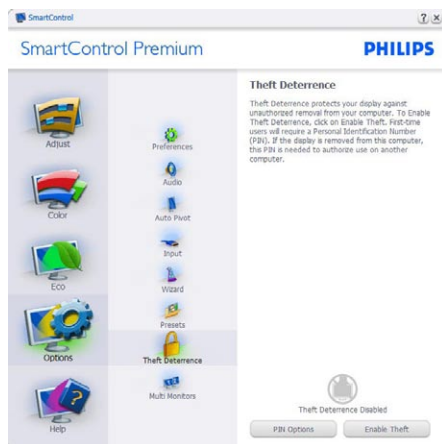 SmartControl
SmartControl Premium
PHILIPS
Adjust
Color
Eco
Options
Help
Preferences
Audio
Auto Pivot
Input
Wizard
Presets
Theft Deterrence
Multi Monitors
Theft Deterrence
Theft Deterrence protects your display against
unauthorized removal from your computer. To Enable
Theft Deterrence, click on Enable Theft. First-time
users will require a Personal Identification Number
(PIN). If the display is removed from this computer,
this PIN is needed to authorize use on another
computer.
Theft Deterrence Disabled
PIN Options
Enable Theft